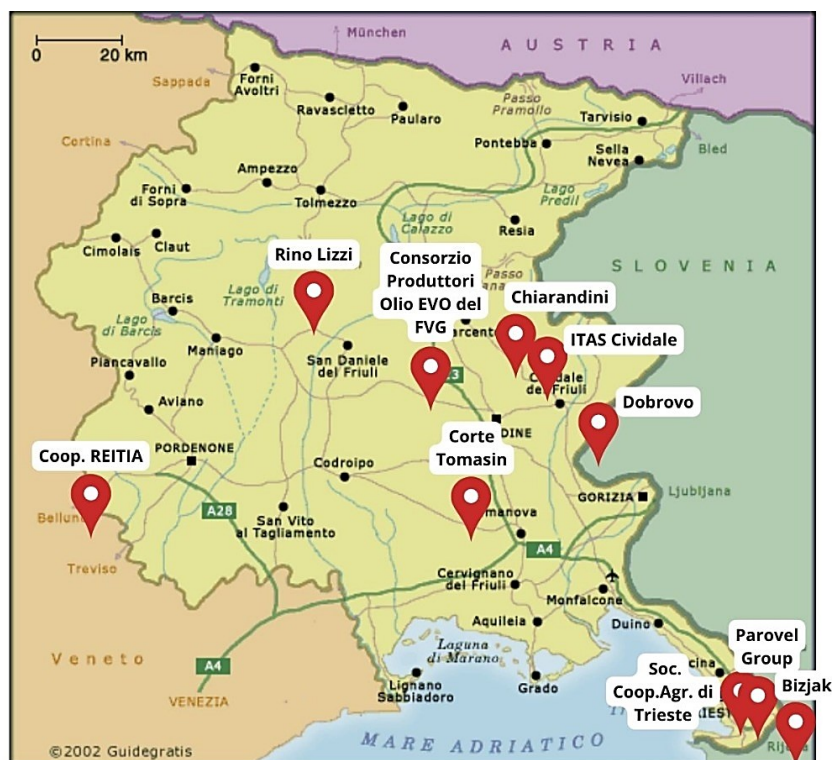 0 20 km
München
AUSTRIA
Sappada
Forni
Avoltri
Ravascletto
Paularo
Passo
Pramollo
Villach
Tarvisio
Cortina
Pontebba
Sella
Nevea
Bled
Ampezzo
Forni
di Sopra
Tolmezzo
Lago
Predil
Lago di
Calazzo
Resia
Cimolais
Claut
Rino Lizzi
Consorzio
Produttori
Olio EVO del
FVG
Passo
SLOVENIA
Lago di
Tramonti
Chiarandini
Barcis
Lago
di Barcis
Maniago
San Daniele
del Friuli
ITAS Cividale
Piancavallo
del Friuli
Aviano
Dobrovo
Corte
Tomasin
Coop. REITIA
PORDENONE
Codroipo
GORIZIA
Ljubljana
A28
San Vito
al Tagliamento
A4
Treviso
Cervignano
del Friuli
Monfalcone
Aquileia
Duino
Veneto
A4
VENEZIA
Laguna
di Marano
Lignano
Sabbiadoro
Grado
Parovel
Group
Soc.
Coop.Agr. di
Trieste
Bizjak
MARE ADRIATICO
©2002 Guidegratis